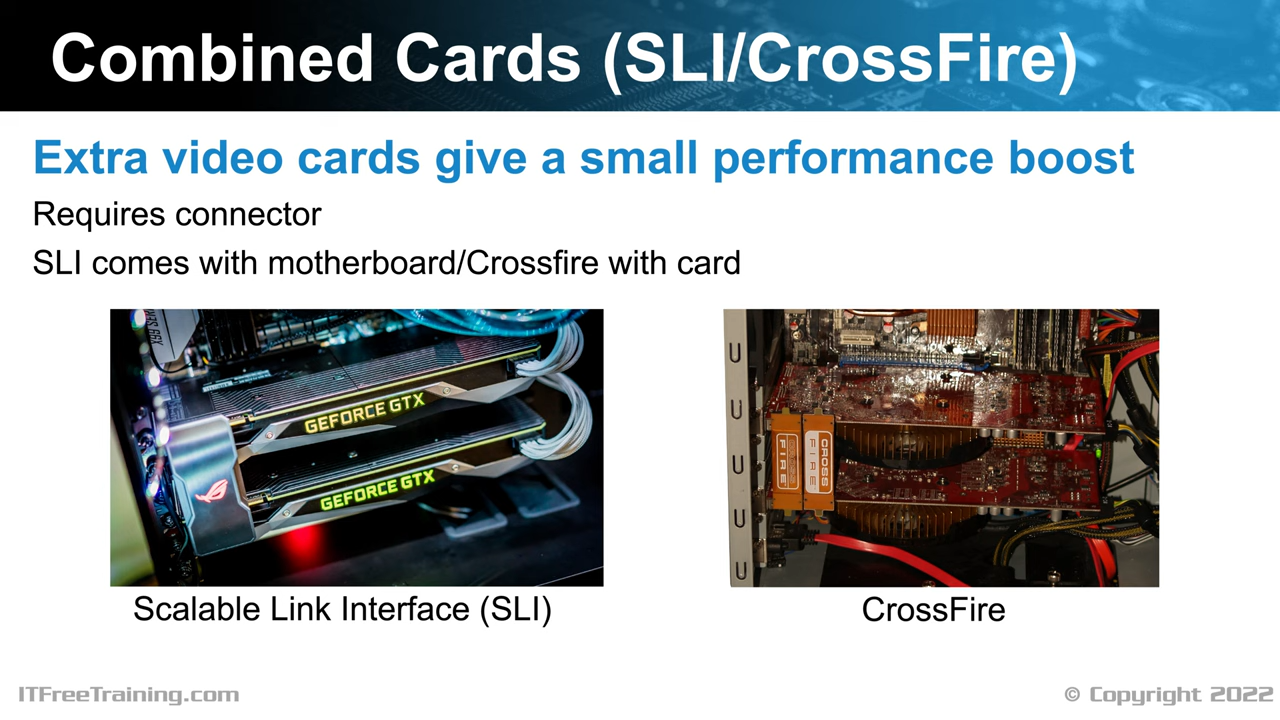 Combined Cards (SLI/CrossFire)
Extra video cards give a small performance boost
Requires connector
SLI comes with motherboard/Crossfire with card
GEFORCE GTX
GEFORCE GTX
CROSS
FIRE
FIRE
Scalable Link Interface (SLI)
CrossFire
ITFreeTraining.com
© Copyright 2022